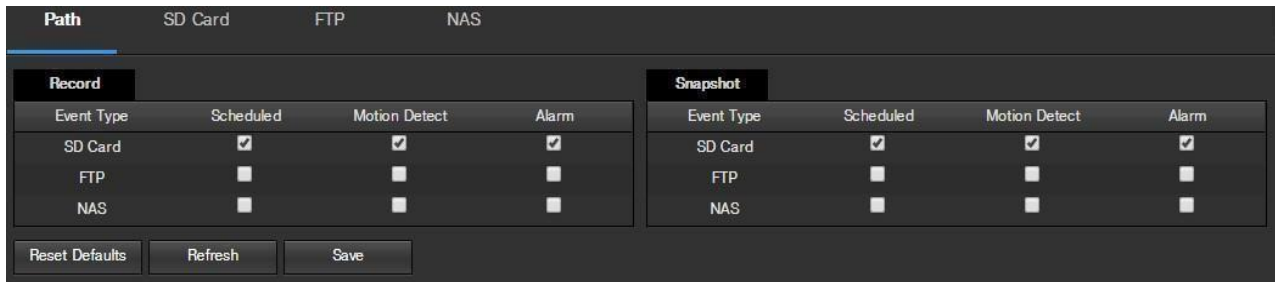 Path SD Card FTP NAS
Record
Event Type Scheduled Motion Detect Alarm
SD Card
FTP
NAS
Snapshot
Event Type Scheduled Motion Detect Alarm
SD Card
FTP
NAS
Reset Defaults Refresh Save